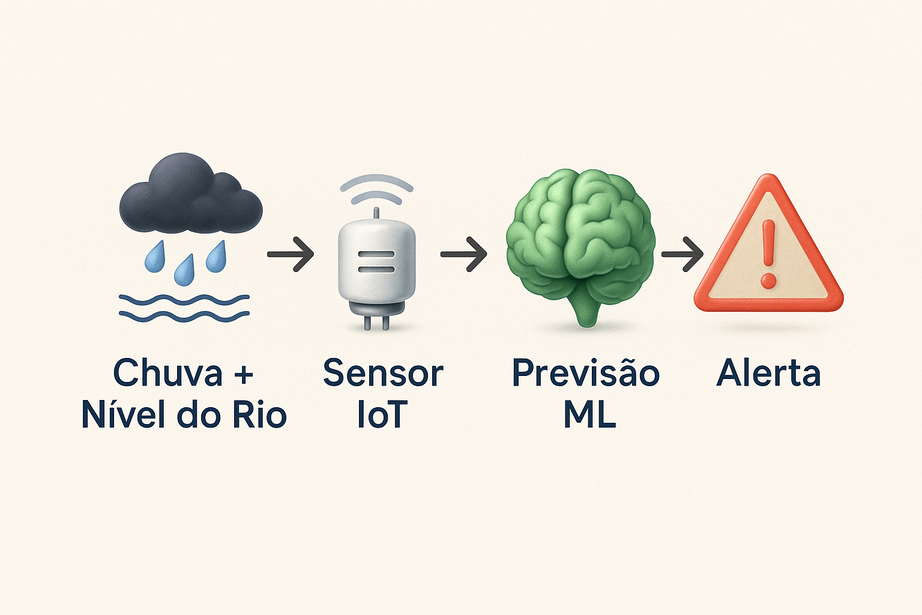 Chuva +
Nível do Rio
Sensor
IoT
Previsão
ML
Alerta